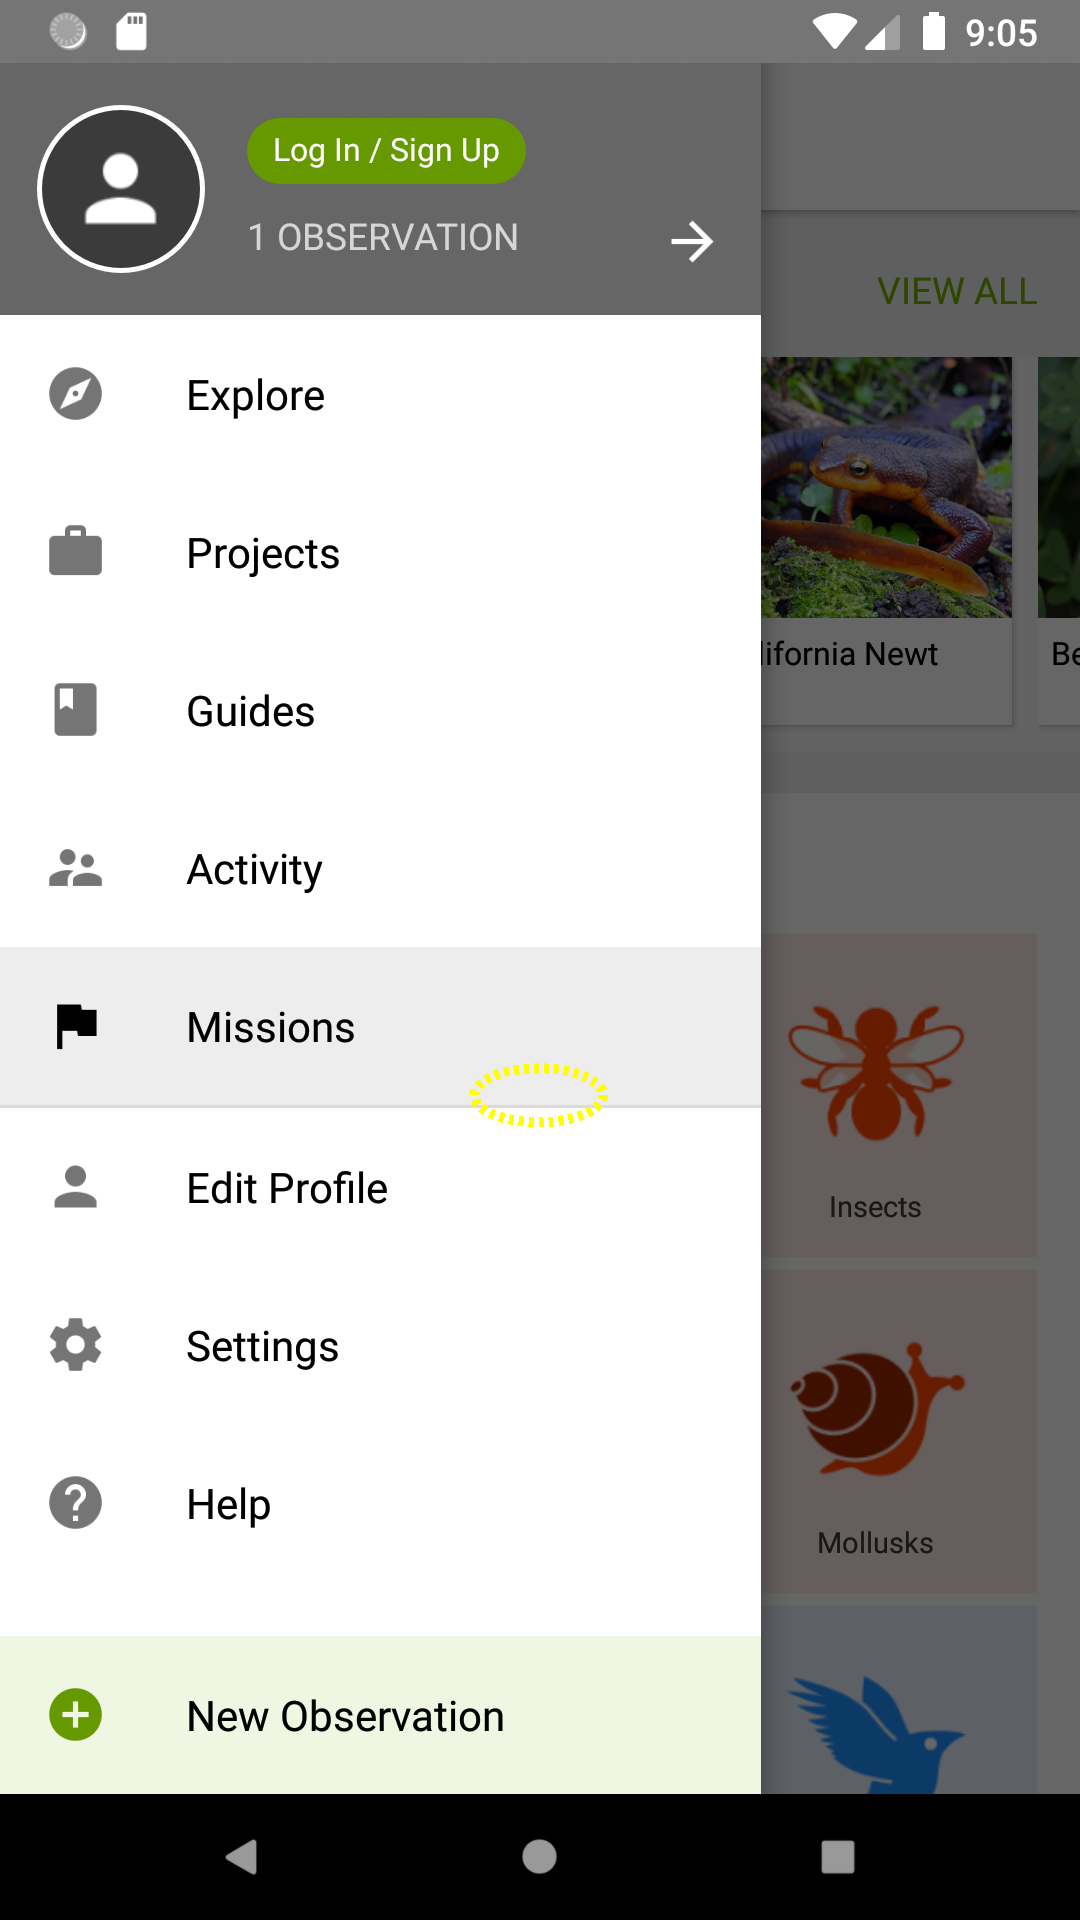 9:05
Log In / Sign Up
1 OBSERVATION
VIEW ALL
Explore
Projects
lifornia Newt
Be
Guides
Activity
Missions
Edit Profile
Insects
Settings
Help
Mollusks
New Observation